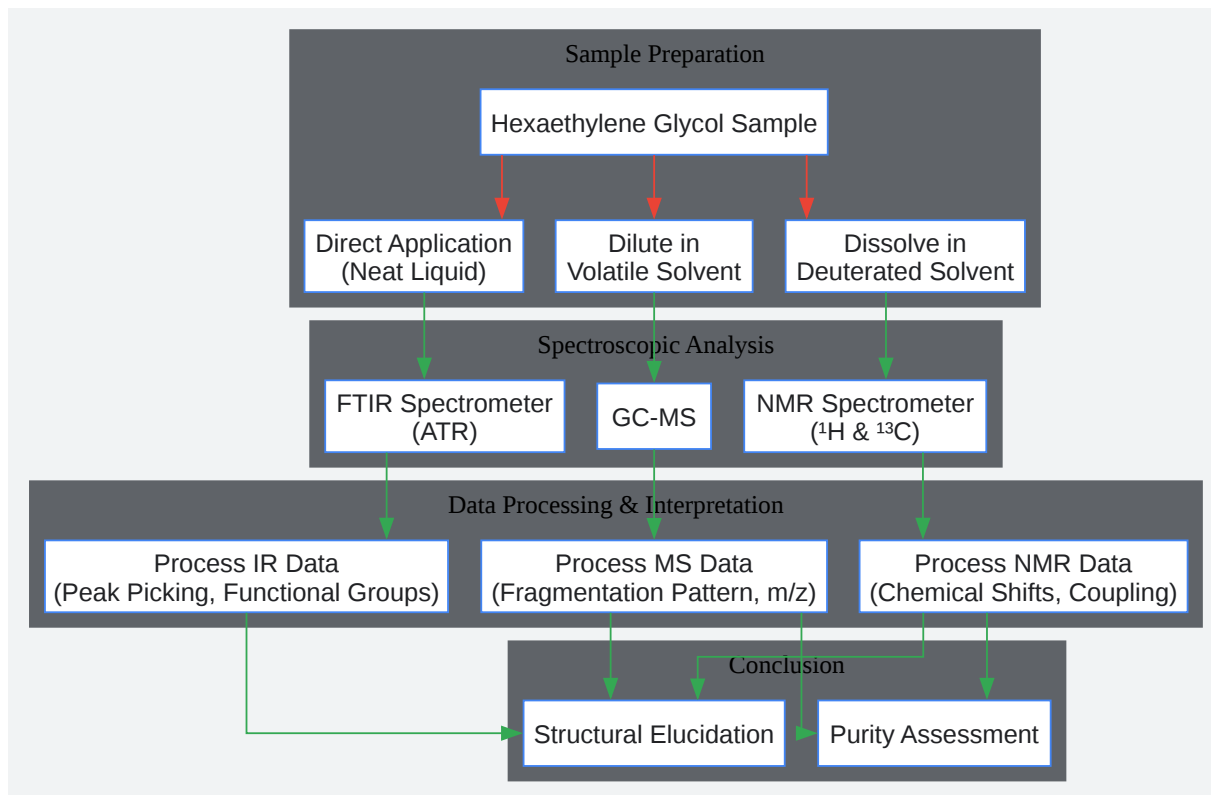 Sample Preparation
Hexaethylene Glycol Sample
Direct Application
(Neat Liquid)
Dilute in
Volatile Solvent
Dissolve in
Deuterated Solvent
Spectroscopic Analysis
FTIR Spectrometer
(ATR)
GC-MS
NMR Spectrometer
(¹H & ¹³C)
Data Processing & Interpretation
Process IR Data
(Peak Picking, Functional Groups)
Process MS Data
(Fragmentation Pattern, m/z)
Process NMR Data
(Chemical Shifts, Coupling)
Conclusion
Structural Elucidation
Purity Assessment